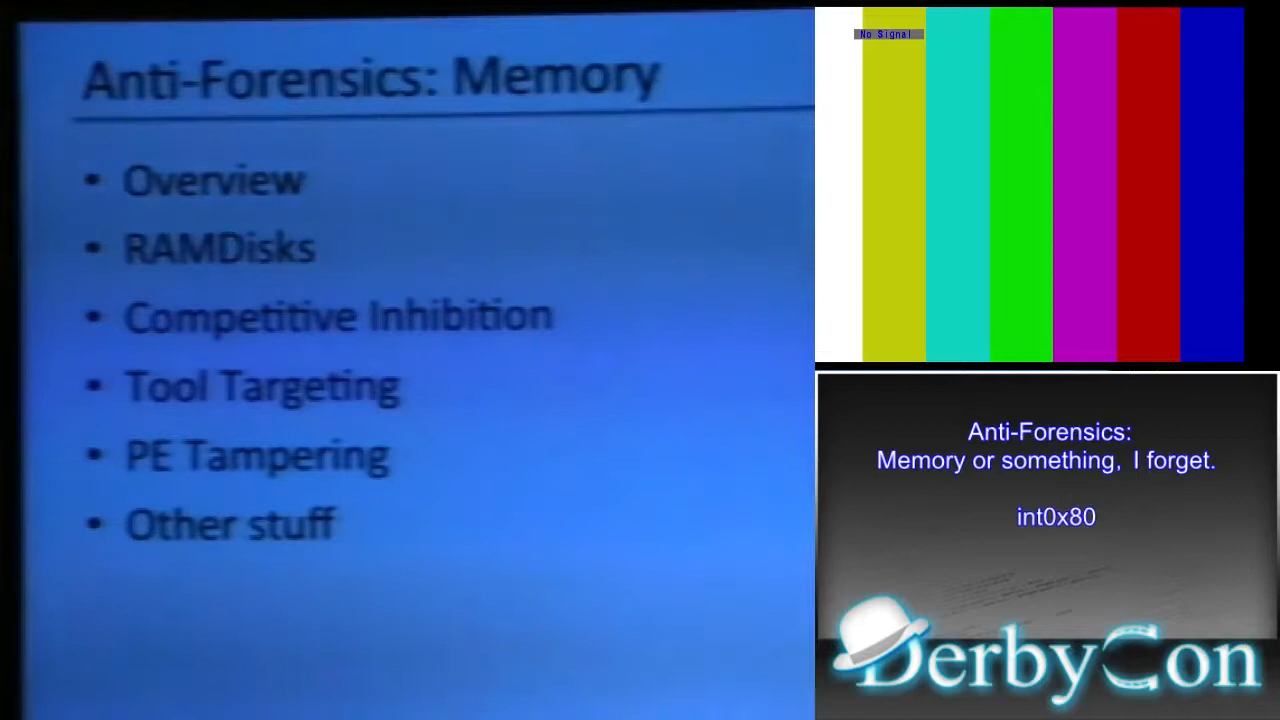 Anti-Forensics: Memory
• Overview
• RAMDisks
• Competitive Inhibition
• Tool Targeting
• PE Tampering
• Other stuff
No Signal
Anti-Forensics:
Memory or something, I forget.
int0x80
DerbyCon